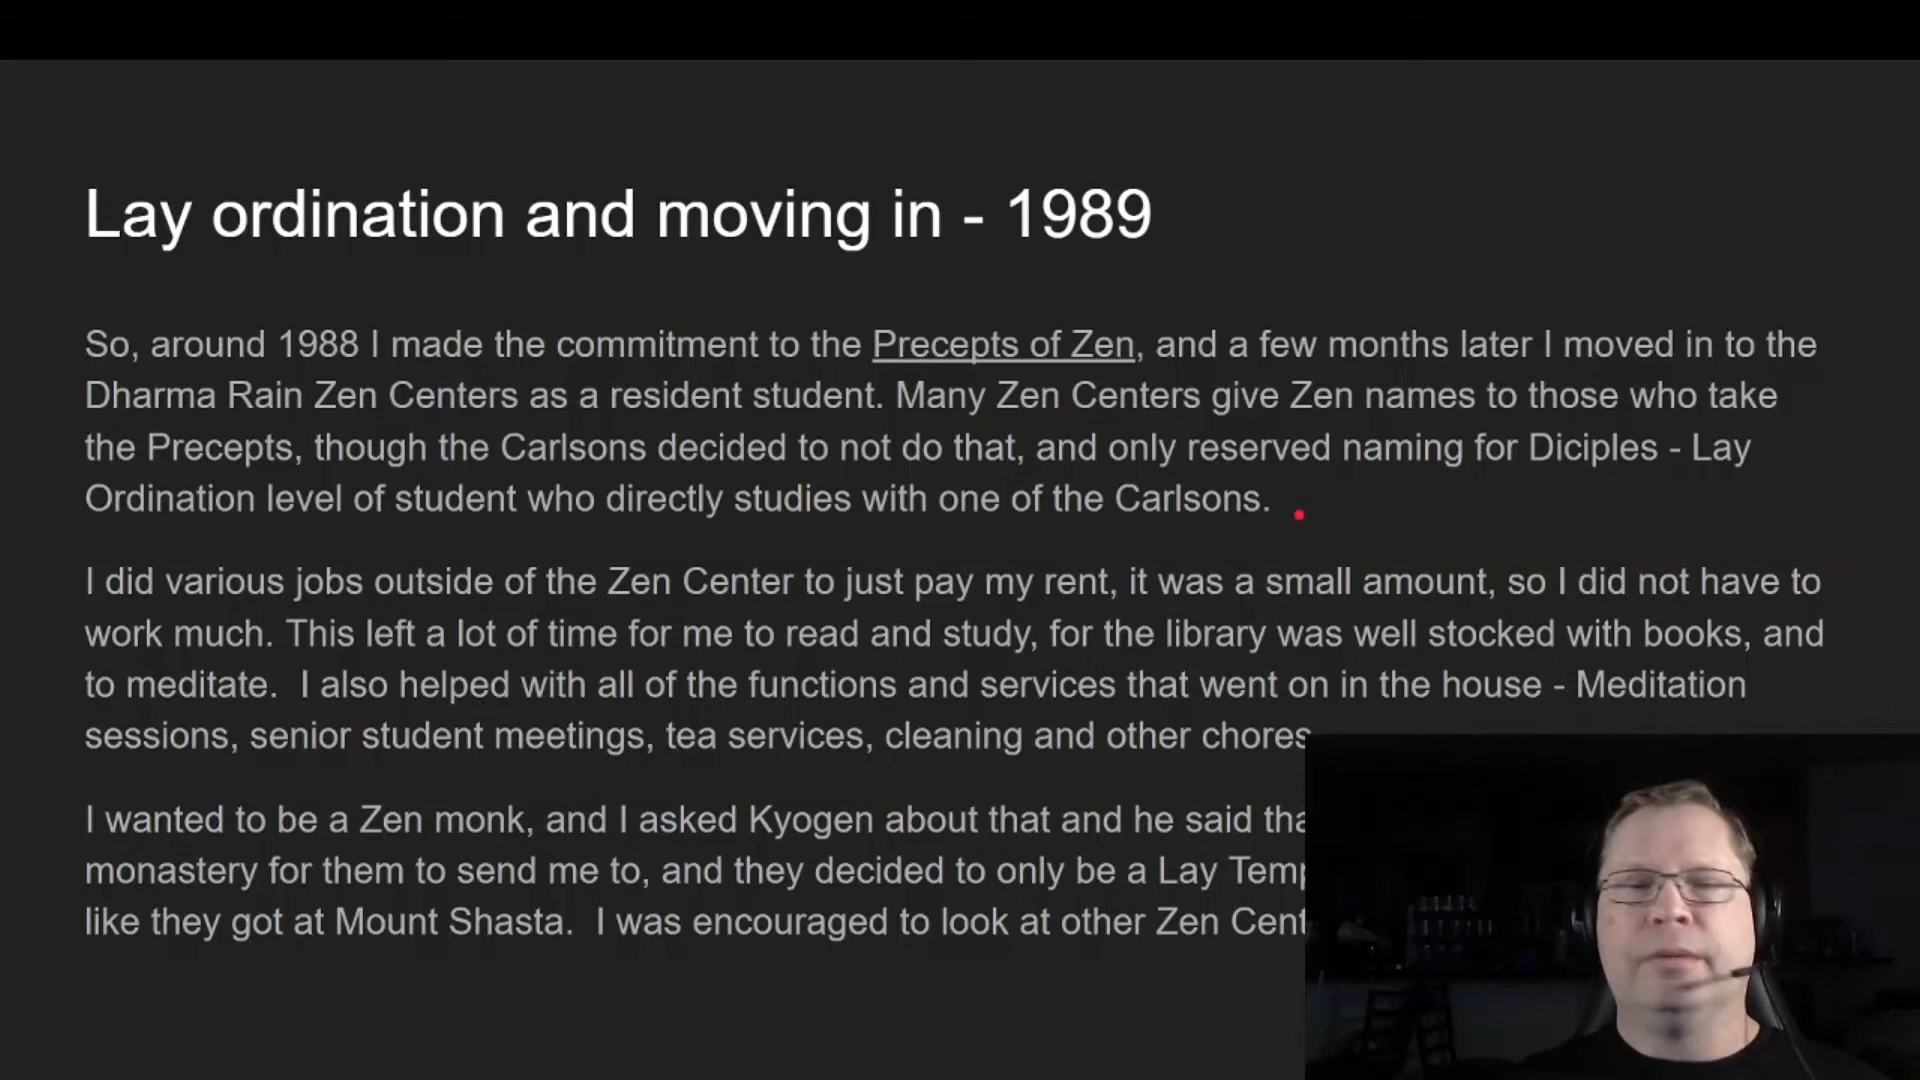 Lay ordination and moving in - 1989
So, around 1988 I made the commitment to the Precepts of Zen, and a few months later I moved in to the
Dharma Rain Zen Centers as a resident student. Many Zen Centers give Zen names to those who take
the Precepts, though the Carlsons decided to not do that, and only reserved naming for Diciples - Lay
Ordination level of student who directly studies with one of the Carlsons.
I did various jobs outside of the Zen Center to just pay my rent, it was a small amount, so I did not have to
work much. This left a lot of time for me to read and study, for the library was well stocked with books, and
to meditate. I also helped with all of the functions and services that went on in the house - Meditation
sessions, senior student meetings, tea services, cleaning and other chores
I wanted to be a Zen monk, and I asked Kyogen about that and he said
monastery for them to send me to, and they decided to only be a Lay
like they got at Mount Shasta. I was encouraged to look at other Zen